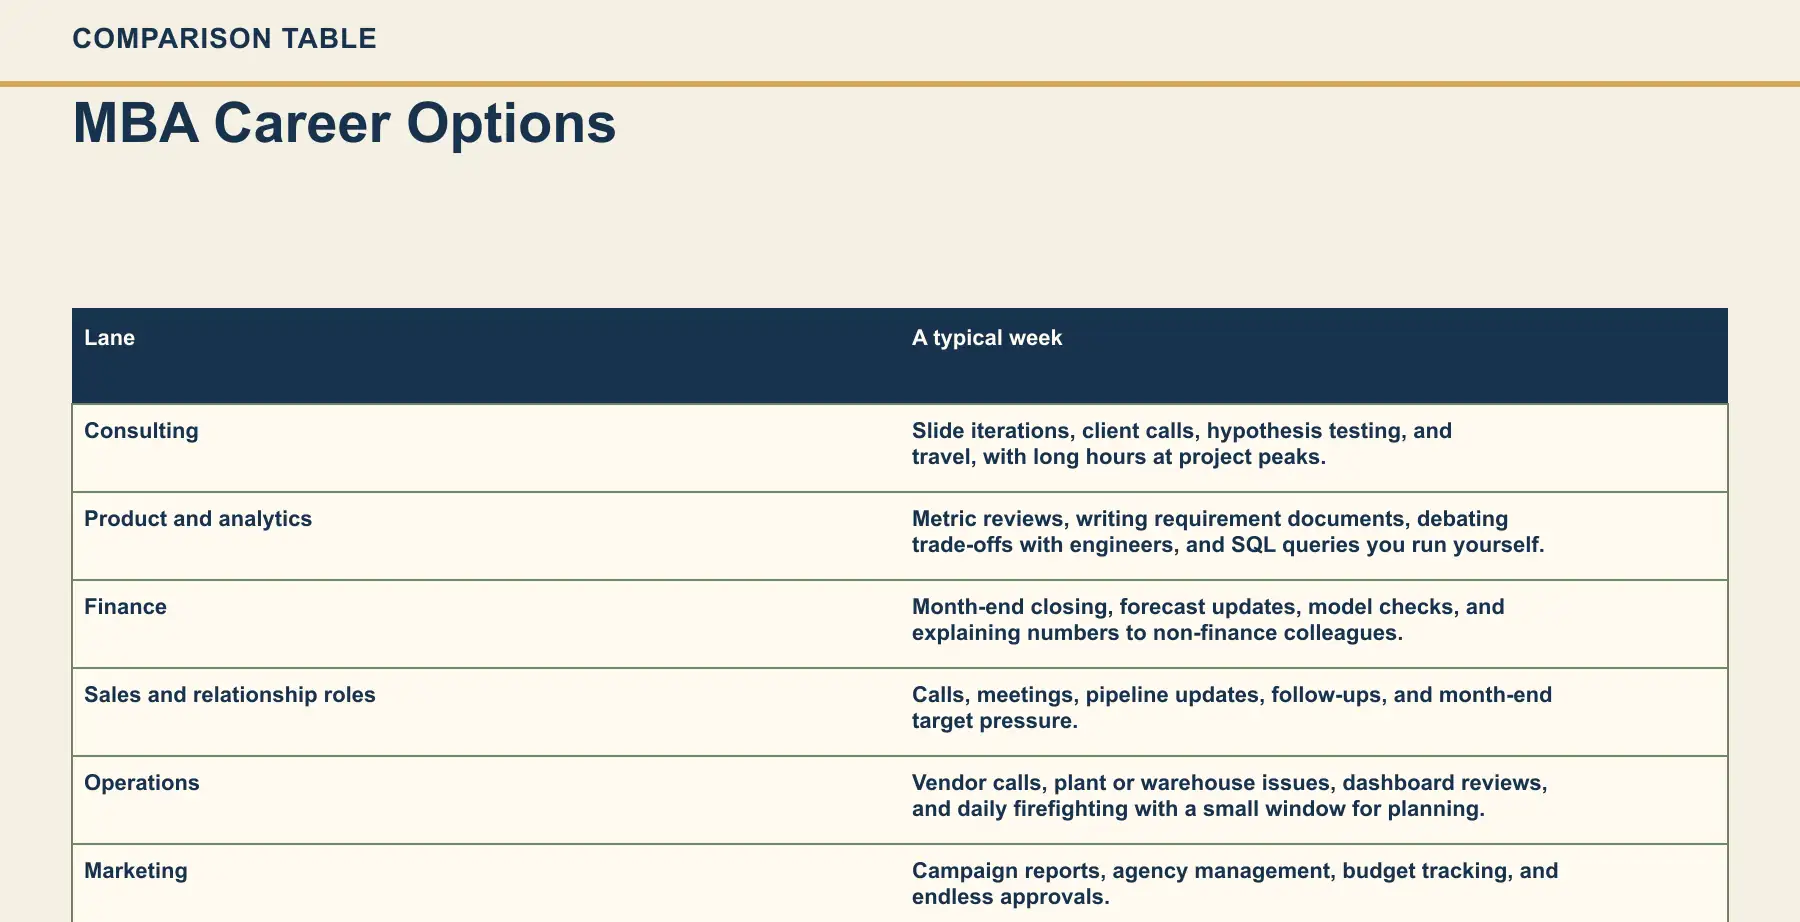 COMPARISON TABLE
MBA Career Options
Lane
A typical week
Consulting
Slide iterations, client calls, hypothesis testing, and
travel, with long hours at project peaks.
Product and analytics
Metric reviews, writing requirement documents, debating
trade-offs with engineers, and SQL queries you run yourself.
Finance
Month-end closing, forecast updates, model checks, and
explaining numbers to non-finance colleagues.
Sales and relationship roles
Calls, meetings, pipeline updates, follow-ups, and month-end
target pressure.
Operations
Vendor calls, plant or warehouse issues, dashboard reviews,
and daily firefighting with a small window for planning.
Marketing
Campaign reports, agency management, budget tracking, and
endless approvals.